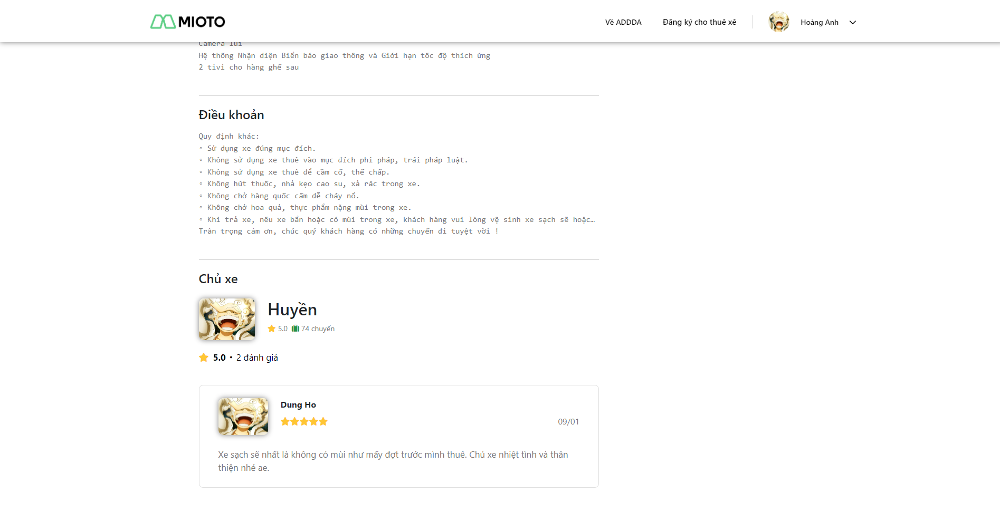 MIOTO
Về ADDDA
Đăng ký cho thuê xê
Hoàng Anh
Camera lùi
Hệ thống Nhận diện Biển báo giao thông và Giới hạn tốc độ thích ứng
2 tivi cho hàng ghế sau
Điều khoản
Quy định khác:
◦ Sử dụng xe đúng mục đích.
◦ Không sử dụng xe thuê vào mục đích phi pháp, trái pháp luật.
◦ Không sử dụng xe thuê để cầm cố, thế chấp.
◦ Không hút thuốc, nhả kẹo cao su, xả rác trong xe.
◦ Không chở hàng quốc cấm dễ cháy nổ.
◦ Không chở hoa quả, thực phẩm nặng mùi trong xe.
◦ Khi trả xe, nếu xe bẩn hoặc có mùi trong xe, khách hàng vui lòng vệ sinh xe sạch sẽ hoặc…
Trân trọng cảm ơn, chúc quý khách hàng có những chuyến đi tuyệt vời !
Chủ xe
Huyền
5.0 74 chuyến
5.0 • 2 đánh giá
Dung Ho
09/01
Xe sạch sẽ nhất là không có mùi như mấy đợt trước mình thuê. Chủ xe nhiệt tình và thân
thiện nhé ae.